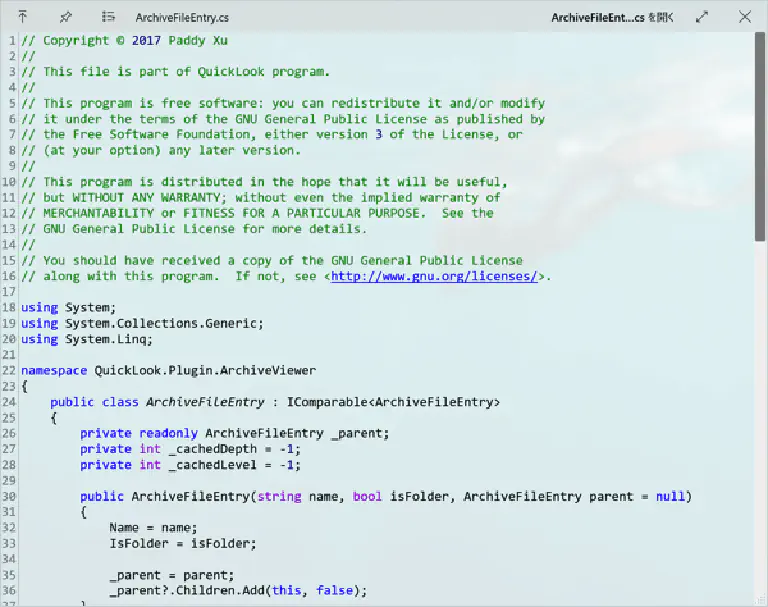 ArchiveFileEntry.cs
ArchiveFileEnt...cs を開く
1 // Copyright © 2017 Paddy Xu
2 //
3 // This file is part of QuickLook program.
4 //
5 // This program is free software: you can redistribute it and/or modify
6 // it under the terms of the GNU General Public License as published by
7 // the Free Software Foundation, either version 3 of the License, or
8 // (at your option) any later version.
9 //
10 // This program is distributed in the hope that it will be useful,
11 // but WITHOUT ANY WARRANTY; without even the implied warranty of
12 // MERCHANTABILITY or FITNESS FOR A PARTICULAR PURPOSE.  See the
13 // GNU General Public License for more details.
14 //
15 // You should have received a copy of the GNU General Public License
16 // along with this program.  If not, see <http://www.gnu.org/licenses/>.
17
18 using System;
19 using System.Collections.Generic;
20 using System.Linq;
21
22 namespace QuickLook.Plugin.ArchiveViewer
23 {
24     public class ArchiveFileEntry : IComparable<ArchiveFileEntry>
25     {
26         private readonly ArchiveFileEntry _parent;
27         private int _cachedDepth = -1;
28         private int _cachedLevel = -1;
29
30         public ArchiveFileEntry(string name, bool isFolder, ArchiveFileEntry parent = null)
31         {
32             Name = name;
33             IsFolder = isFolder;
34
35             _parent = parent;
36             _parent?.Children.Add(this, false);
37         }